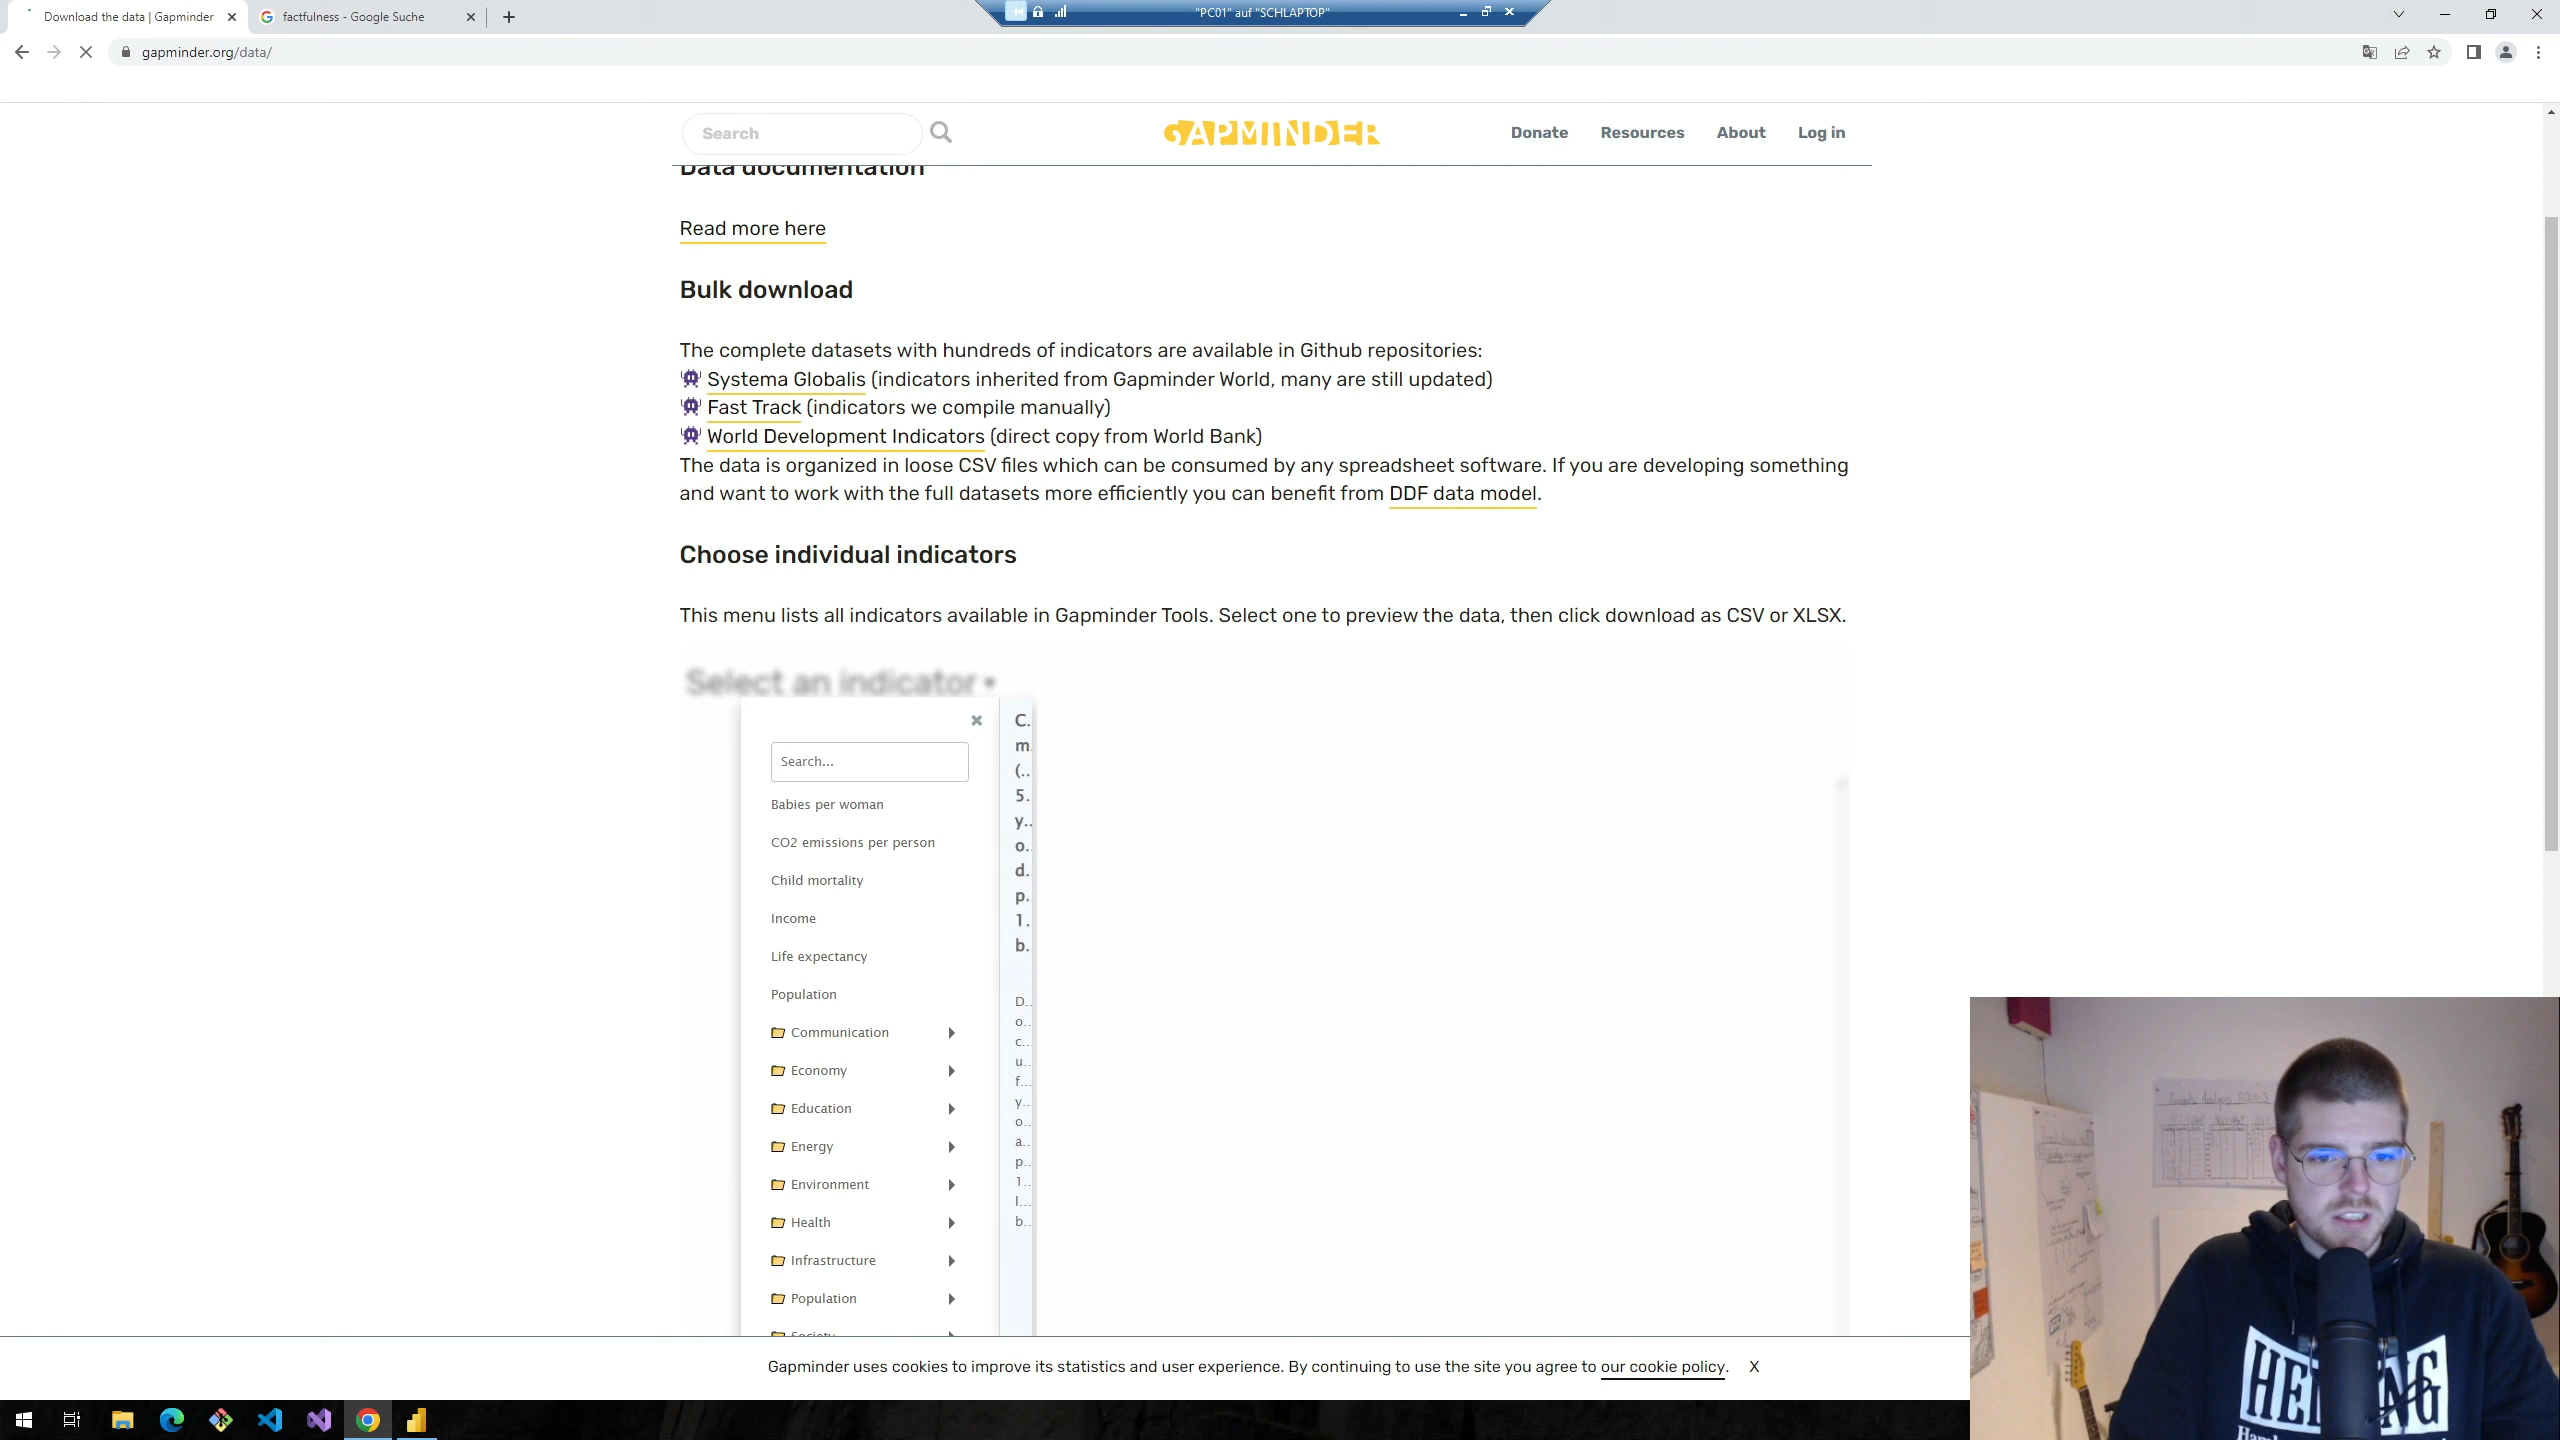 Download the data | Gapminder
factfulness - Google Suche
"PC01" auf "SCHLAPTOP"
gapminder.org/data/
Search
GAPMINDER
Donate
Resources
About
Log in
Data documentation
Read more here
Bulk download
The complete datasets with hundreds of indicators are available in Github repositories:
Systema Globalis (indicators inherited from Gapminder World, many are still updated)
Fast Track (indicators we compile manually)
World Development Indicators (direct copy from World Bank)
The data is organized in loose CSV files which can be consumed by any spreadsheet software. If you are developing something
and want to work with the full datasets more efficiently you can benefit from DDF data model.
Choose individual indicators
This menu lists all indicators available in Gapminder Tools. Select one to preview the data, then click download as CSV or XLSX.
Select an indicator
Search...
Babies per woman
CO2 emissions per person
Child mortality
Income
Life expectancy
Population
Communication
Economy
Education
Energy
Environment
Health
Infrastructure
Population
Society
C.
m.
(..
5.
y..
o..
d.
p.
1.
b.
D..
o..
c...
u..
f...
y...
o..
a...
p..
1...
l...
b..
Gapminder uses cookies to improve its statistics and user experience. By continuing to use the site you agree to our cookie policy. X